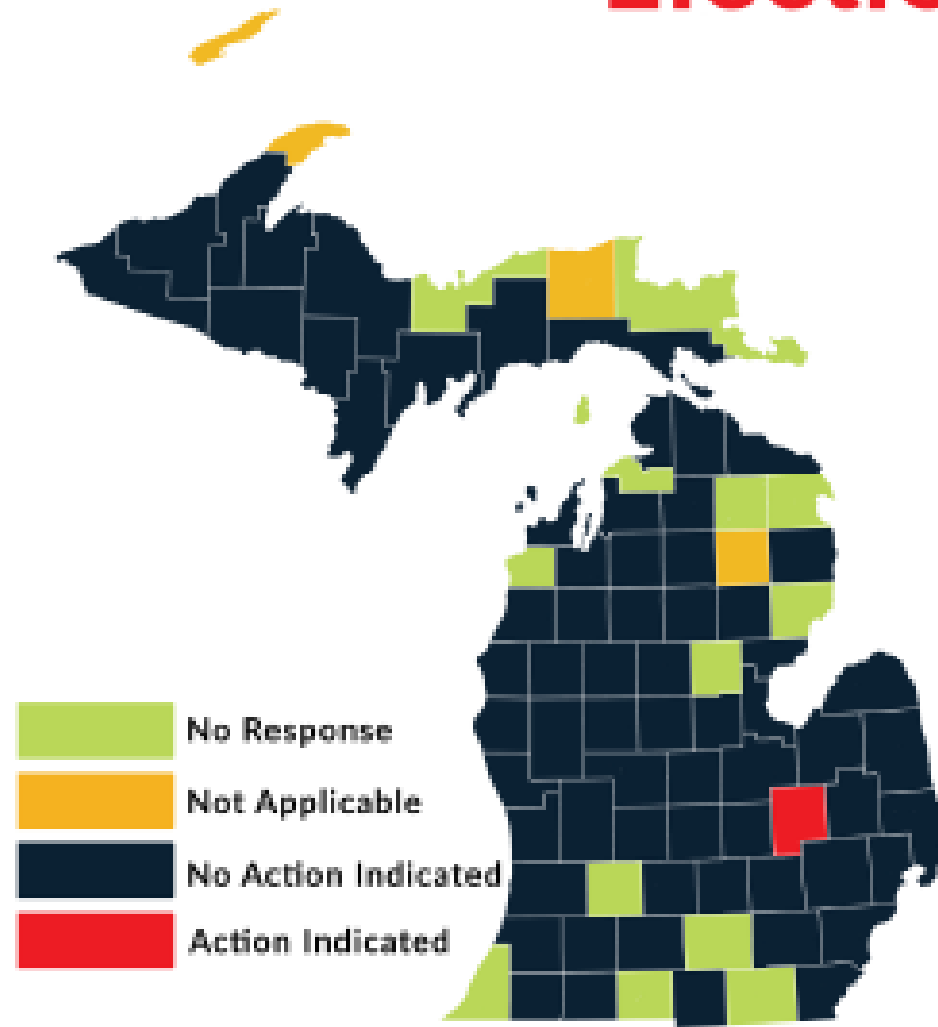 No Response
Not Applicable
No Action Indicated
Action Indicated